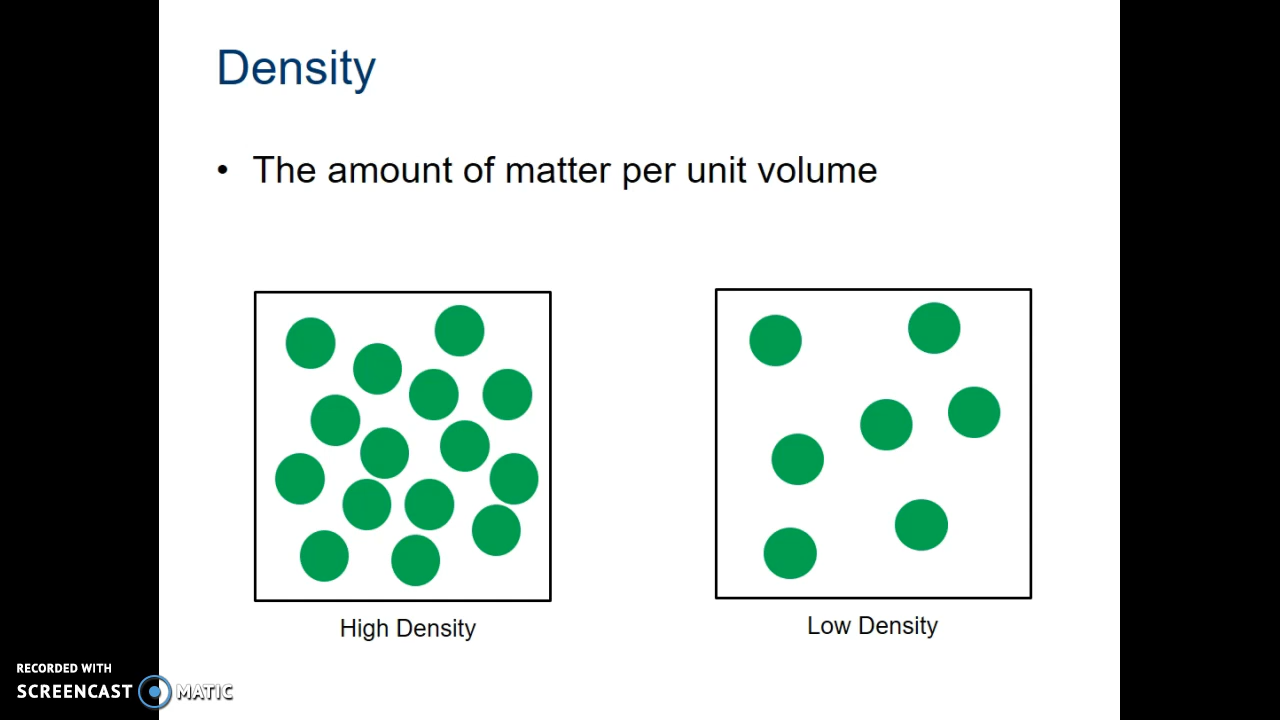 Density
• The amount of matter per unit volume
High Density
Low Density
RECORDED WITH
SCREENCAST MATIC